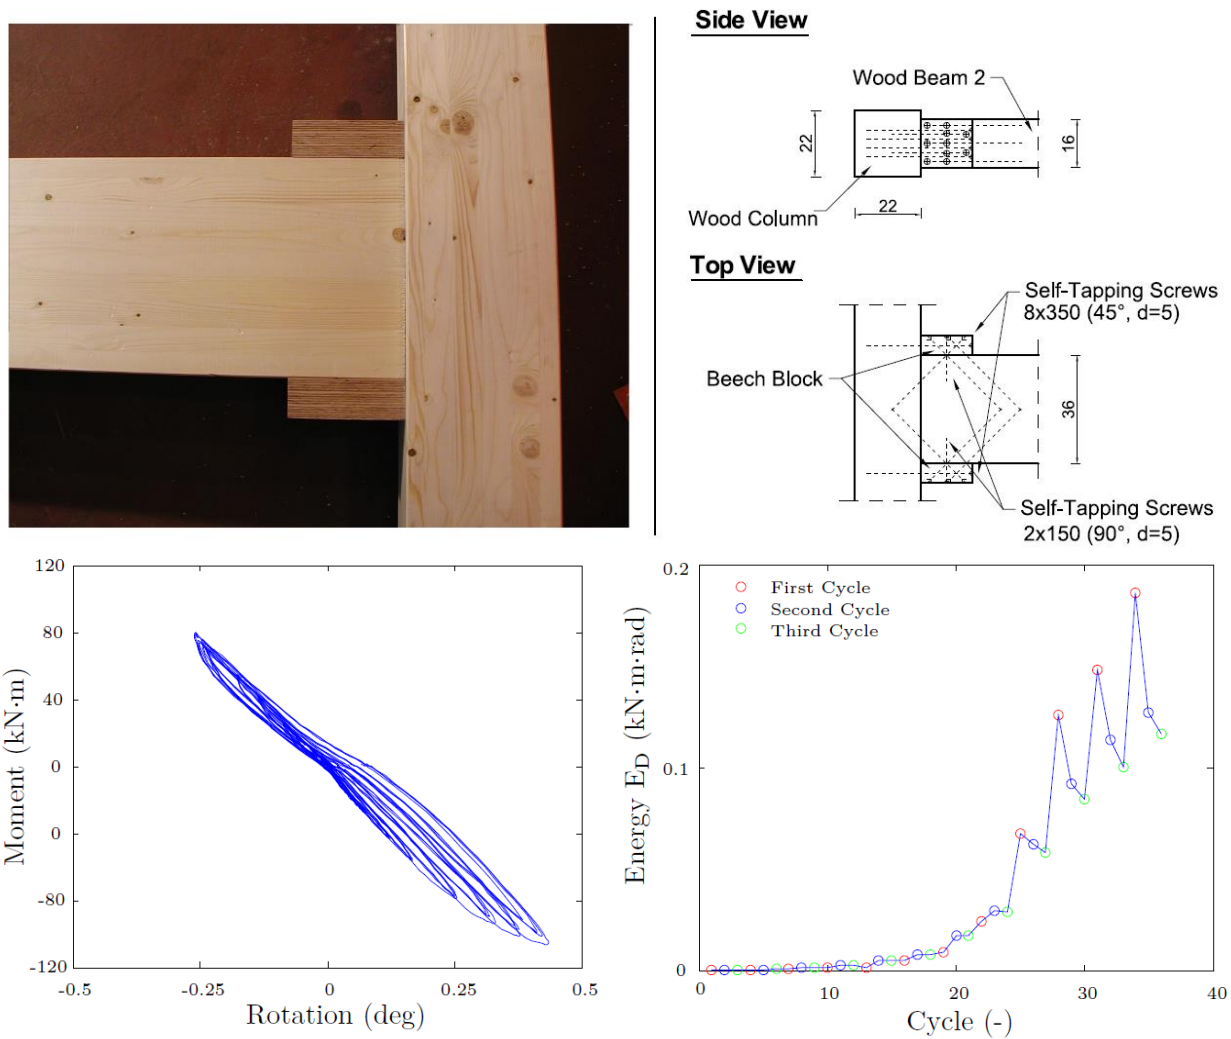 Side View
Wood Beam 2
22
16
22
Wood Column
Top View
Self-Tapping Screws
8x350 (45°, d=5)
Beech Block
36
Self-Tapping Screws
2x150 (90°, d=5)
120
80
40
0
0
-80
-120
-0.5
-0.25
0
0.25
0.5
Moment (kN·m)
Rotation (deg)
0.2
0.1
0
0
10
20
30
40
First Cycle
Second Cycle
Third Cycle
Energy E_D (kN·m·rad)
Cycle (-)